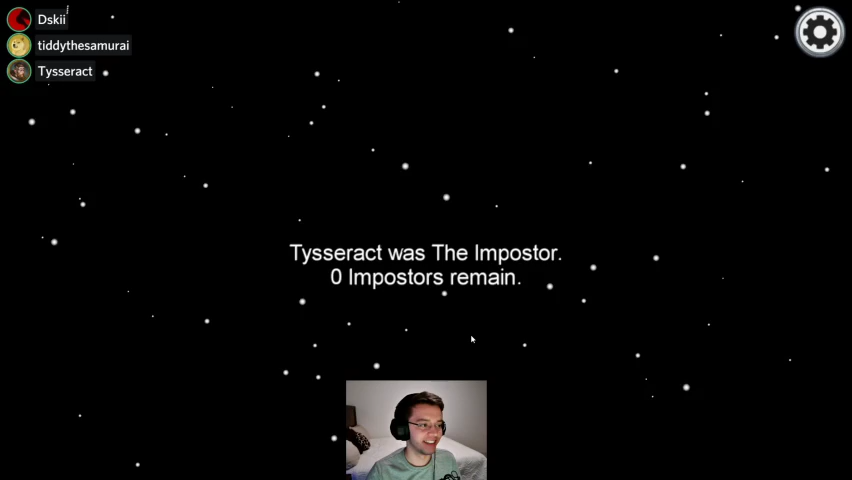 Dskii
tiddythesamurai
Tysseract
Tysseract was The Impostor.
0 Impostors remain.